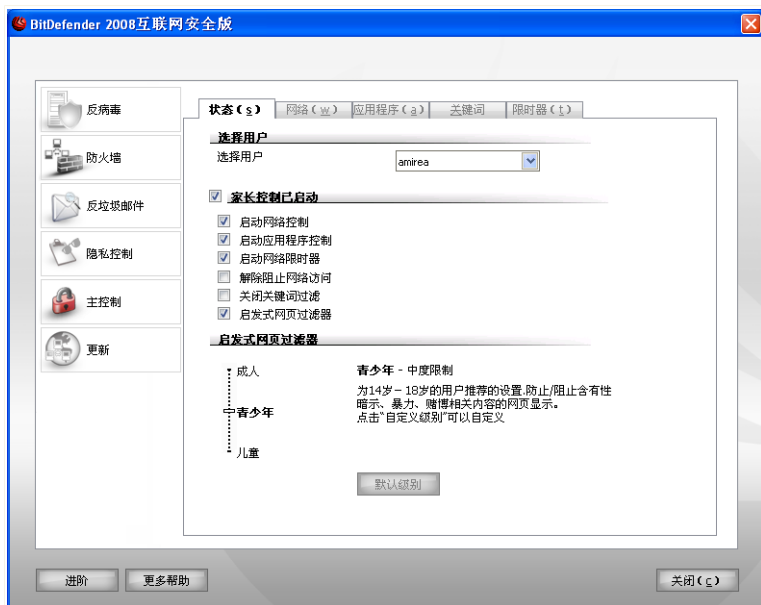 BitDefender 2008互联网安全版
反病毒
防火墙
反垃圾邮件
隐私控制
主控制
更新
状态(s) 网络(w) 应用程序(a) 关键词 限时器(t)
选择用户
选择用户 amirea
家长控制已启动
启动网络控制
启动应用程序控制
启动网络限时器
解除阻止网络访问
关闭关键词过滤
启发式网页过滤器
启发式网页过滤器
成人
青少年
儿童
青少年 - 中度限制
为14岁－18岁的用户推荐的设置.防止/阻止含有性
暗示、暴力、赌博相关内容的网页显示。
点击"自定义级别"可以自定义
默认级别
进阶 更多帮助 关闭(c)